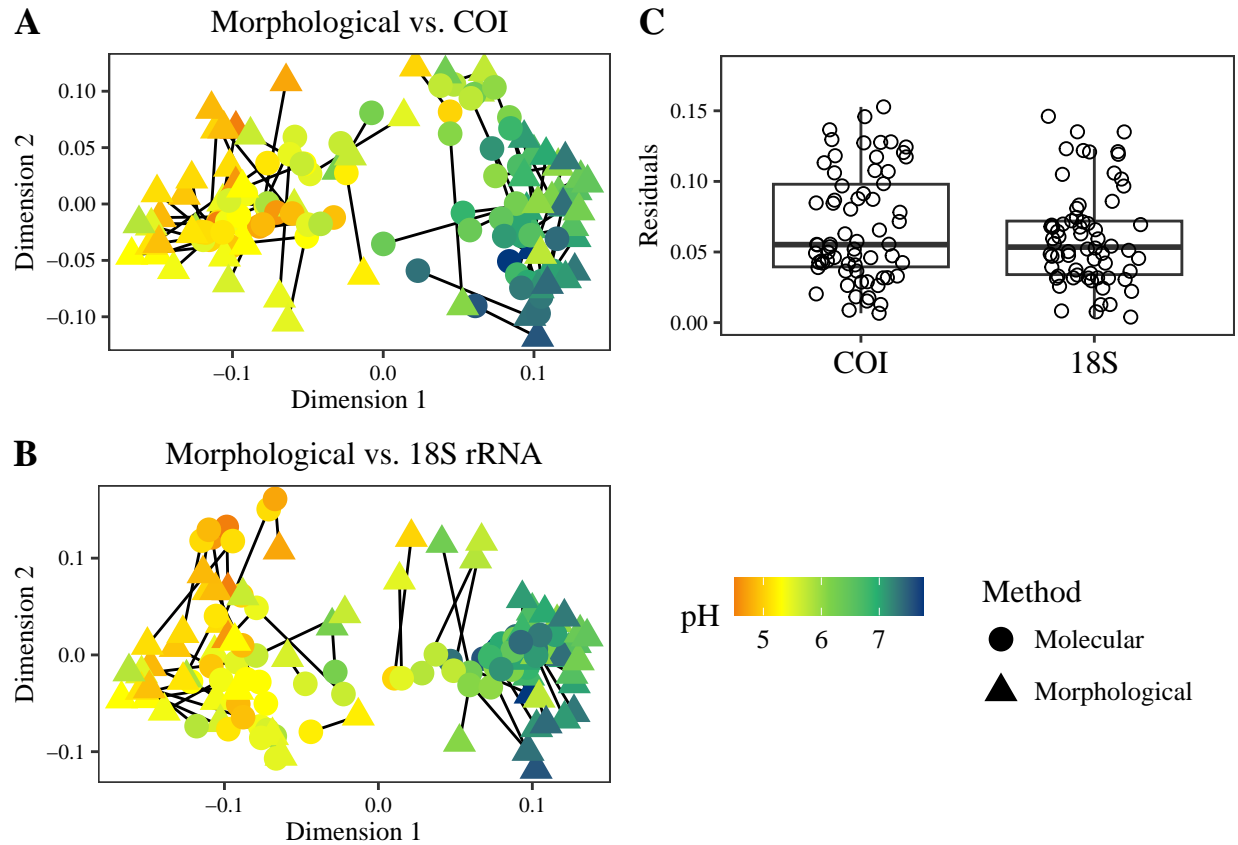 A
Morphological vs. COI
Dimension 2
0.10
0.05
0.00
−0.05
−0.10
−0.1
0.0
0.1
Dimension 1
C
Residuals
0.15
0.10
0.05
0.00
COI
18S
B
Morphological vs. 18S rRNA
Dimension 2
0.1
0.0
−0.1
−0.1
0.0
0.1
Dimension 1
pH
5
6
7
Method
Molecular
Morphological